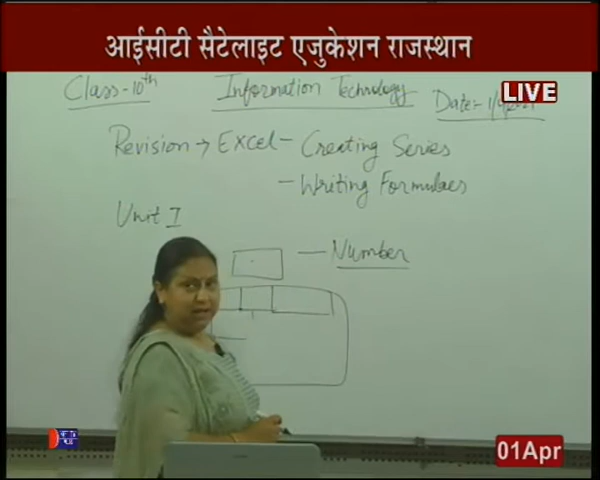 आईसीटी सैटेलाइट एजुकेशन राजस्थान
LIVE
Class-10th Information Technology Date:-
Revision → Excel - Creating Series
- Writing Formulaes
Unit I
— Number
01Apr